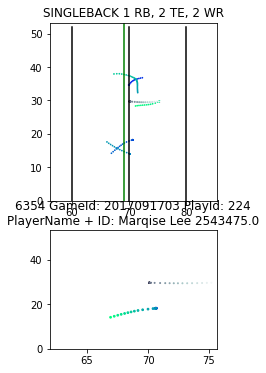 SINGLEBACK 1 RB, 2 TE, 2 WR
50
40
30
20
10
0
60 70 80
6354 GameId: 2017091703 PlayId: 224
PlayerName + ID: Marqise Lee 2543475.0
40
20
0
65 70 75